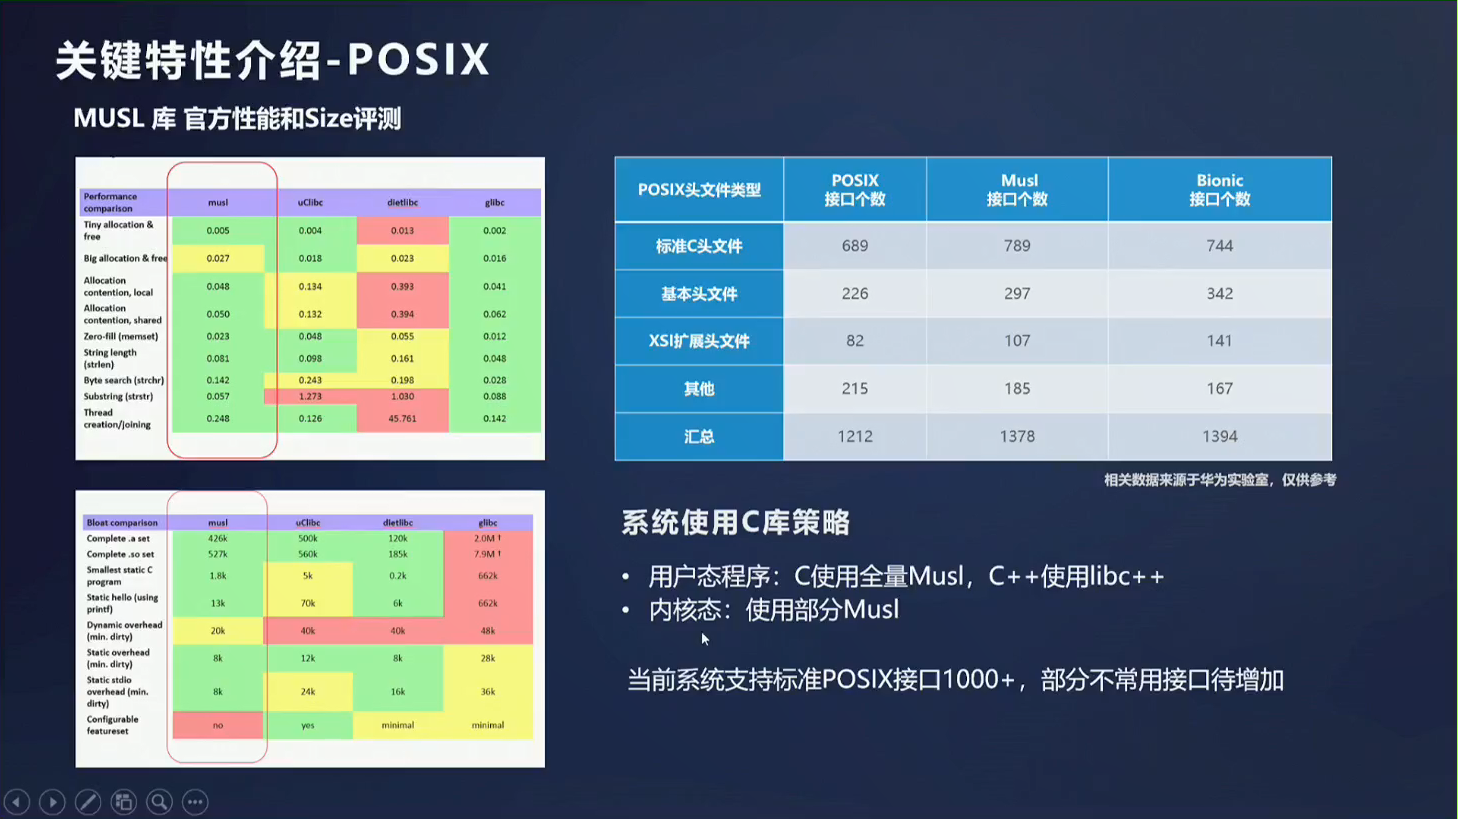 关键特性介绍-POSIX
MUSL 库 官方性能和Size评测
Performance comparison musl uClibc dietlibc glibc
Tiny allocation & free 0.005 0.004 0.013 0.002
Big allocation & free 0.027 0.018 0.023 0.016
Allocation contention, local 0.048 0.134 0.393 0.041
Allocation contention, shared 0.050 0.132 0.394 0.062
Zero-fill (memset) 0.023 0.048 0.055 0.012
String length (strlen) 0.081 0.098 0.161 0.048
Byte search (strchr) 0.142 0.243 0.198 0.028
Substring (strstr) 0.057 1.273 1.030 0.088
Thread creation/joining 0.248 0.126 45.761 0.142
Bloat comparison musl uClibc dietlibc glibc
Complete .a set 426k 500k 120k 2.0M †
Complete .so set 527k 560k 185k 7.9M †
Smallest static C program 1.8k 5k 0.2k 662k
Static hello (using printf) 13k 70k 6k 662k
Dynamic overhead (min. dirty) 20k 40k 40k 48k
Static overhead (min. dirty) 8k 12k 8k 28k
Static stdio overhead (min. dirty) 8k 24k 16k 36k
Configurable featureset no yes minimal minimal
POSIX头文件类型 POSIX 接口个数 Musl 接口个数 Bionic 接口个数
标准C头文件 689 789 744
基本头文件 226 297 342
XSI扩展头文件 82 107 141
其他 215 185 167
汇总 1212 1378 1394
相关数据来源于华为实验室，仅供参考
系统使用C库策略
• 用户态程序：C使用全量Musl，C++使用libc++
• 内核态：使用部分Musl
当前系统支持标准POSIX接口1000+，部分不常用接口待增加